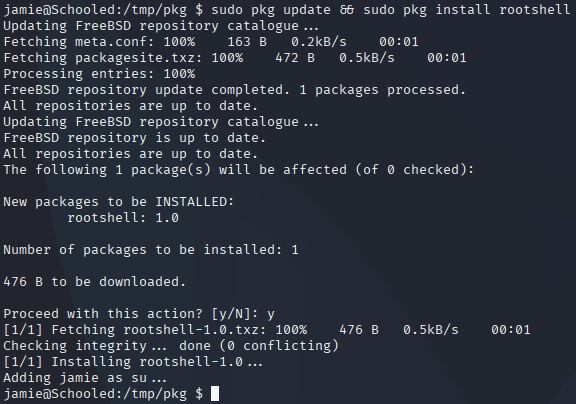 jamie@Schooled:/tmp/pkg $ sudo pkg update && sudo pkg install rootshell
Updating FreeBSD repository catalogue...
Fetching meta.conf: 100%    163 B   0.2kB/s    00:01
Fetching packagesite.txz: 100%    472 B   0.5kB/s    00:01
Processing entries: 100%
FreeBSD repository update completed. 1 packages processed.
All repositories are up to date.
Updating FreeBSD repository catalogue...
FreeBSD repository is up to date.
All repositories are up to date.
The following 1 package(s) will be affected (of 0 checked):

New packages to be INSTALLED:
        rootshell: 1.0

Number of packages to be installed: 1

476 B to be downloaded.

Proceed with this action? [y/N]: y
[1/1] Fetching rootshell-1.0.txz: 100%    476 B   0.5kB/s    00:01
Checking integrity... done (0 conflicting)
[1/1] Installing rootshell-1.0...
Adding jamie as su...
jamie@Schooled:/tmp/pkg $